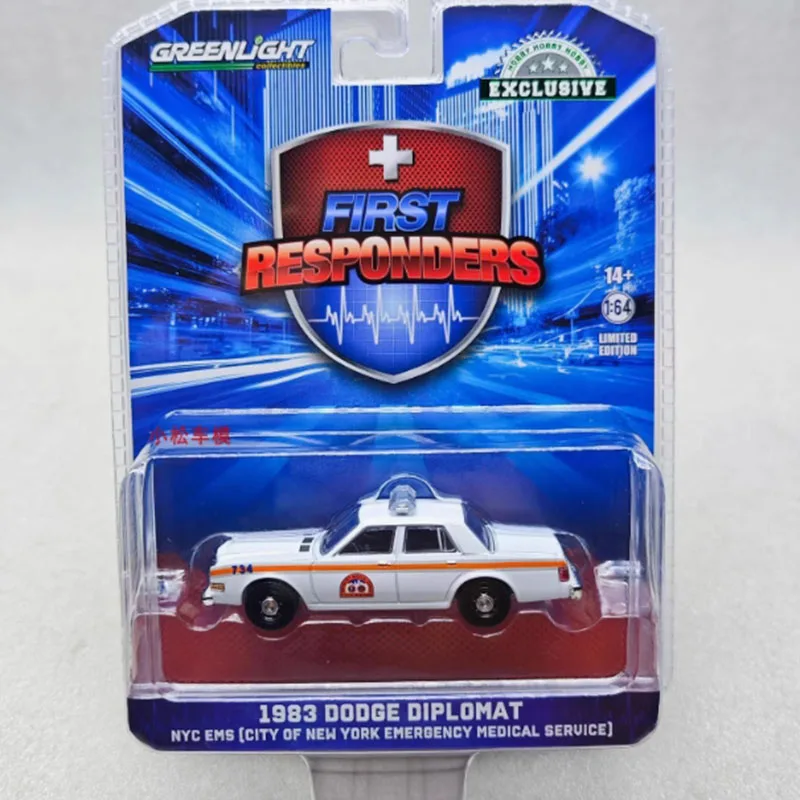 GREENLIGHT
collectibles
HOBBY HOBBY HOBBY
EXCLUSIVE
FIRST
RESPONDERS
14+
1:64
LIMITED
EDITION
小松车模
734
1983 DODGE DIPLOMAT
NYC EMS (CITY OF NEW YORK EMERGENCY MEDICAL SERVICE)